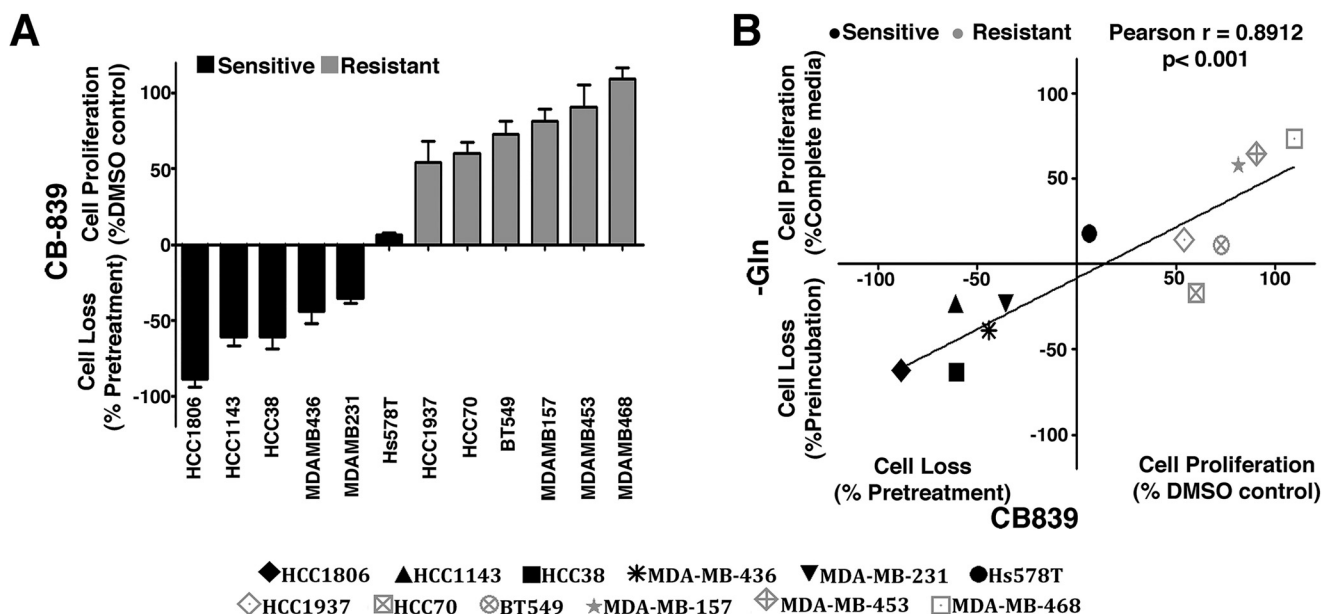 A
Sensitive Resistant
CB-839
Cell Proliferation
(%DMSO control)
Cell Loss
(% Pretreatment)
100
50
0
-50
-100
HCC1806
HCC1143
HCC38
MDAMB436
MDAMB231
Hs578T
HCC1937
HCC70
BT549
MDAMB157
MDAMB453
MDAMB468
B
Sensitive Resistant
Pearson r = 0.8912
p< 0.001
-Gln
Cell Proliferation
(%Complete media)
Cell Loss
(%Preincubation)
100
50
-50
-100
-100 -50 0 50 100
Cell Loss
(% Pretreatment)
Cell Proliferation
(% DMSO control)
CB839
HCC1806 HCC1143 HCC38 MDA-MB-436 MDA-MB-231 Hs578T
HCC1937 HCC70 BT549 MDA-MB-157 MDA-MB-453 MDA-MB-468